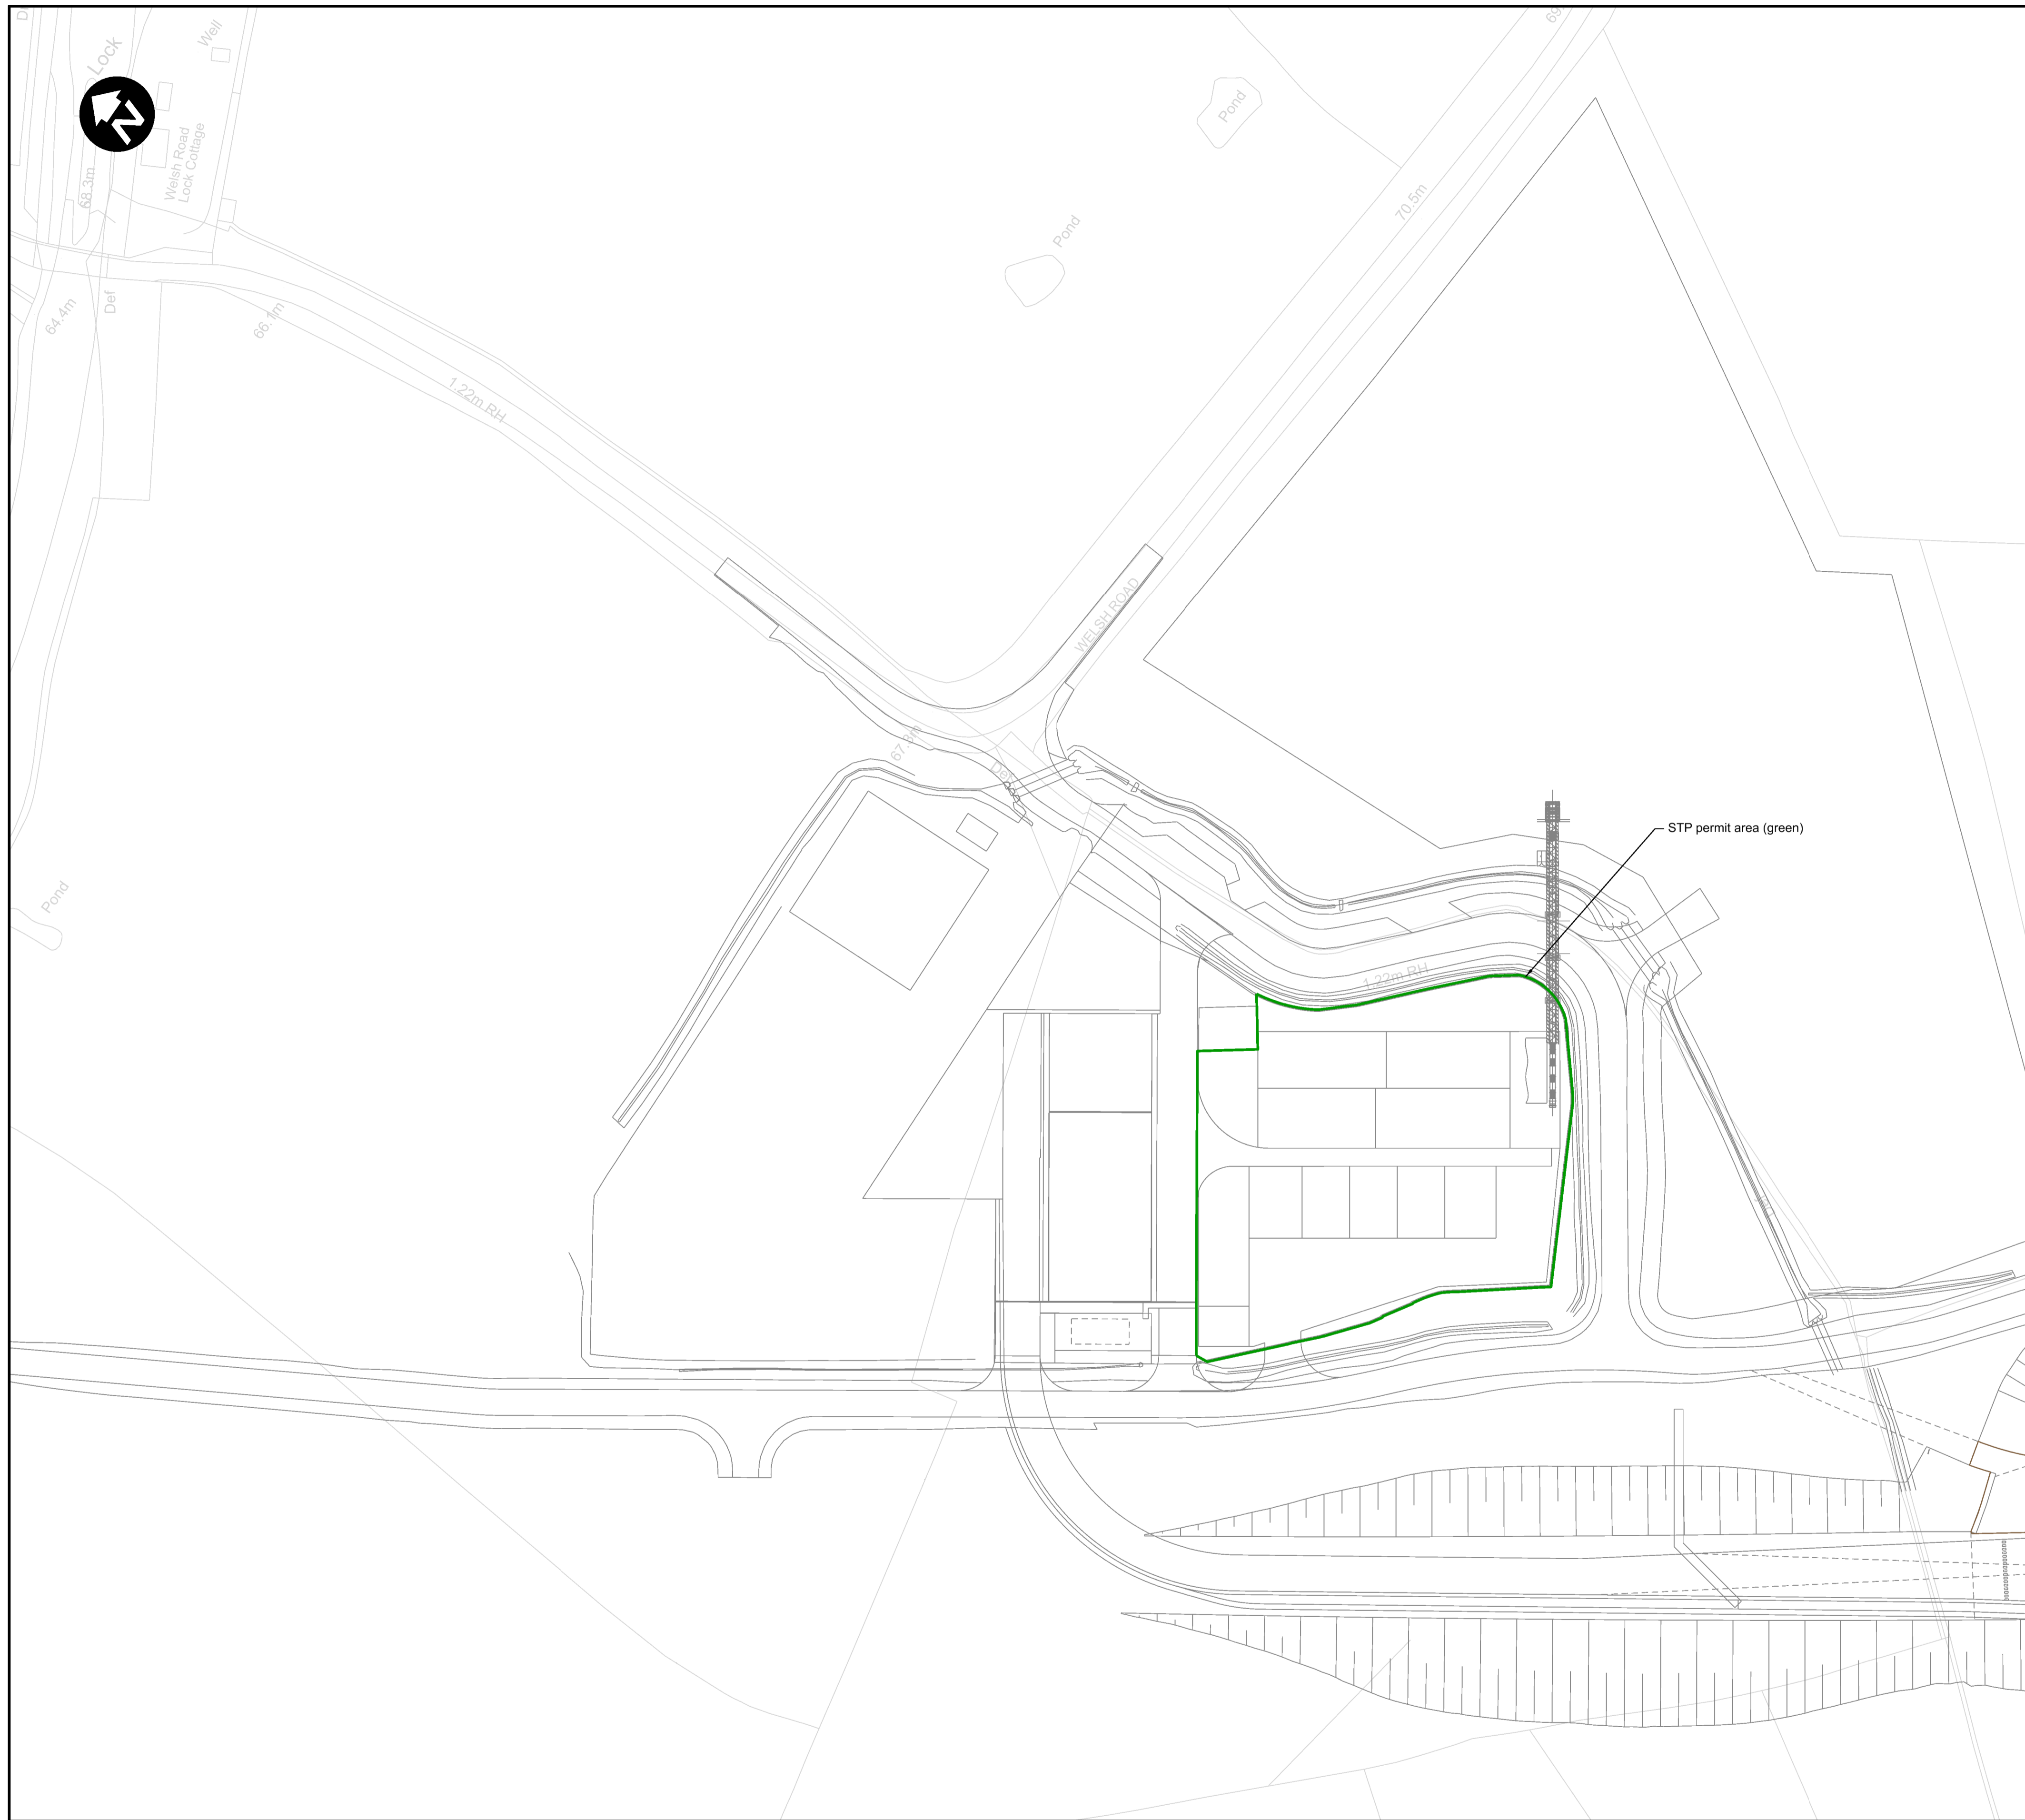 Lock
Well
N
Welsh Road
Lock Cottage
68.3m
64.4m
Def
66.1m
1.22m RH
Pond
Pond
70.5m
WELSH ROAD
67.3m
Def
STP permit area (green)
1.22m RH
Pond